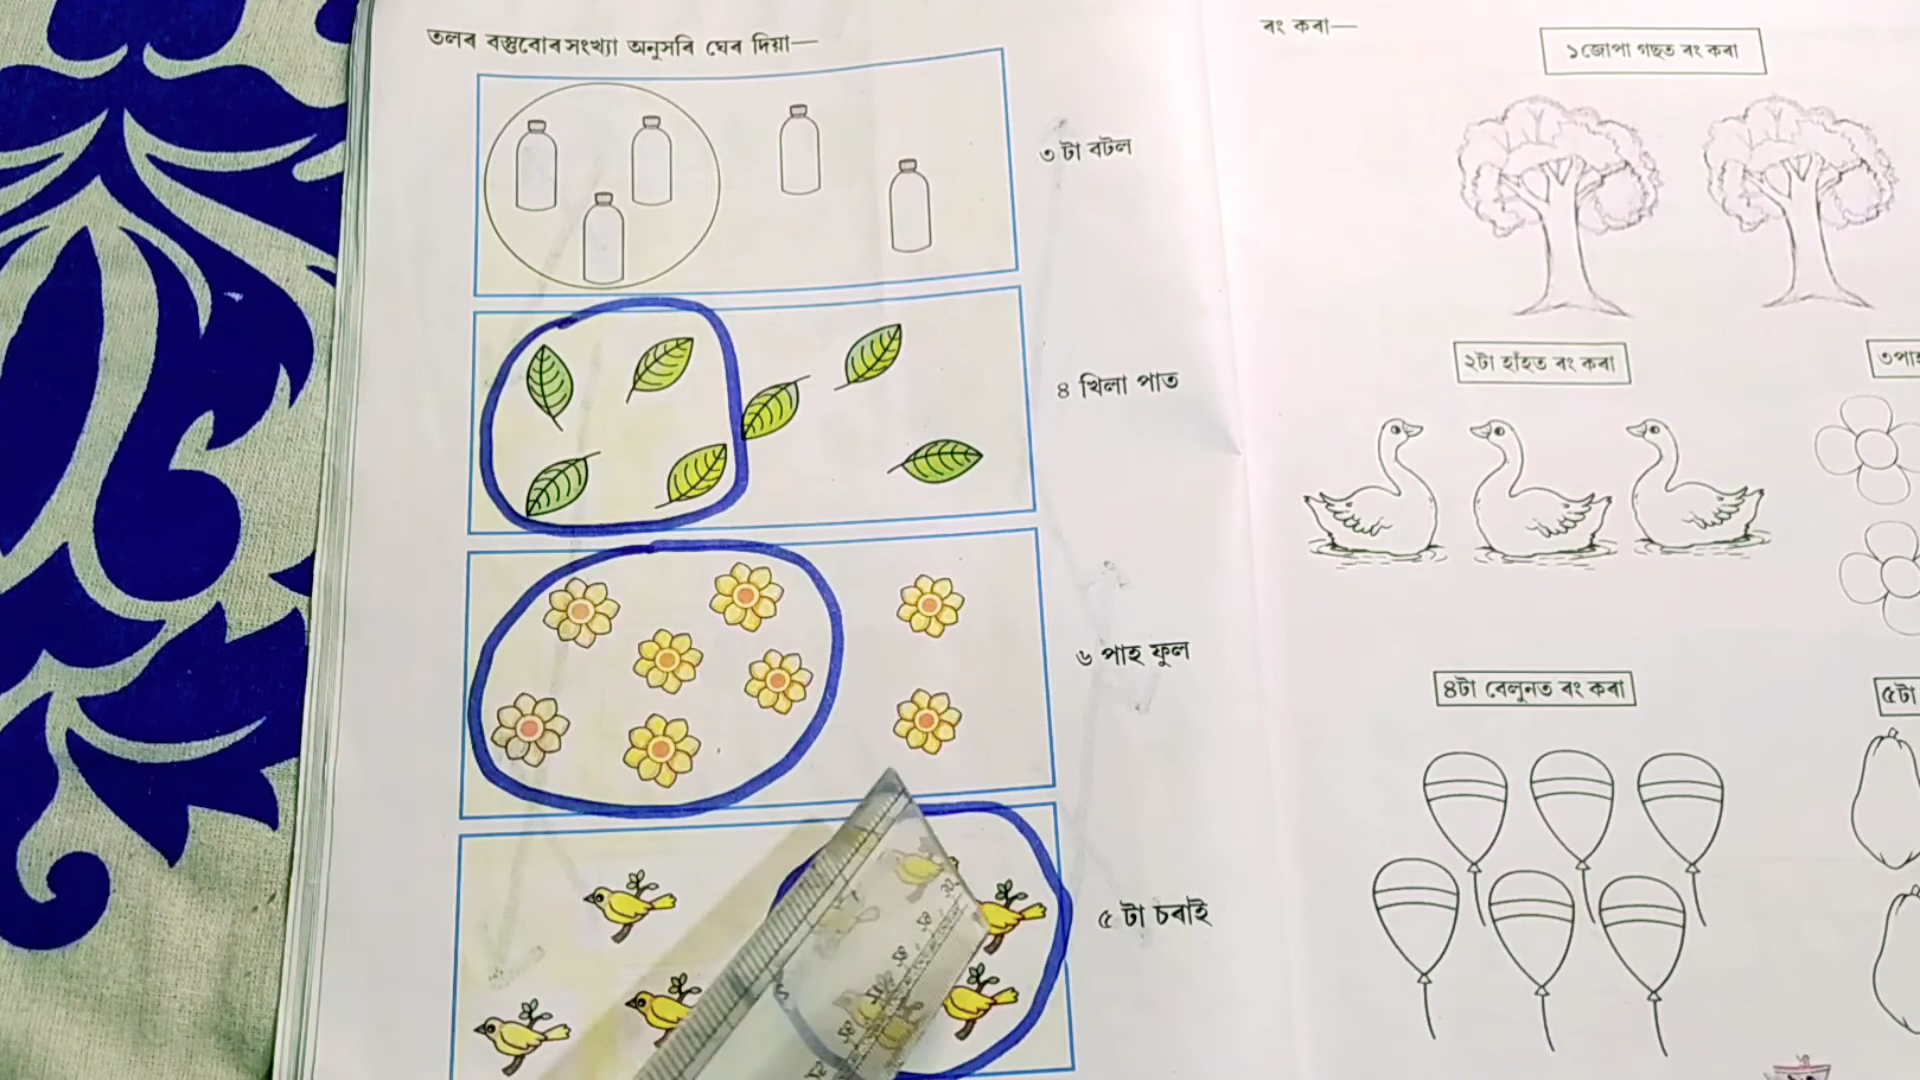 তলৰ বস্তুবোৰ সংখ্যা অনুসৰি ঘেৰ দিয়া—
৩ টা বটল
৪ খিলা পাত
৬ পাহ ফুল
৫ টা চৰাই
ৰং কৰা—
১জোপা গছত ৰং কৰা
২টা হাঁহত ৰং কৰা
৪টা বেলুনত ৰং কৰা
৫টা